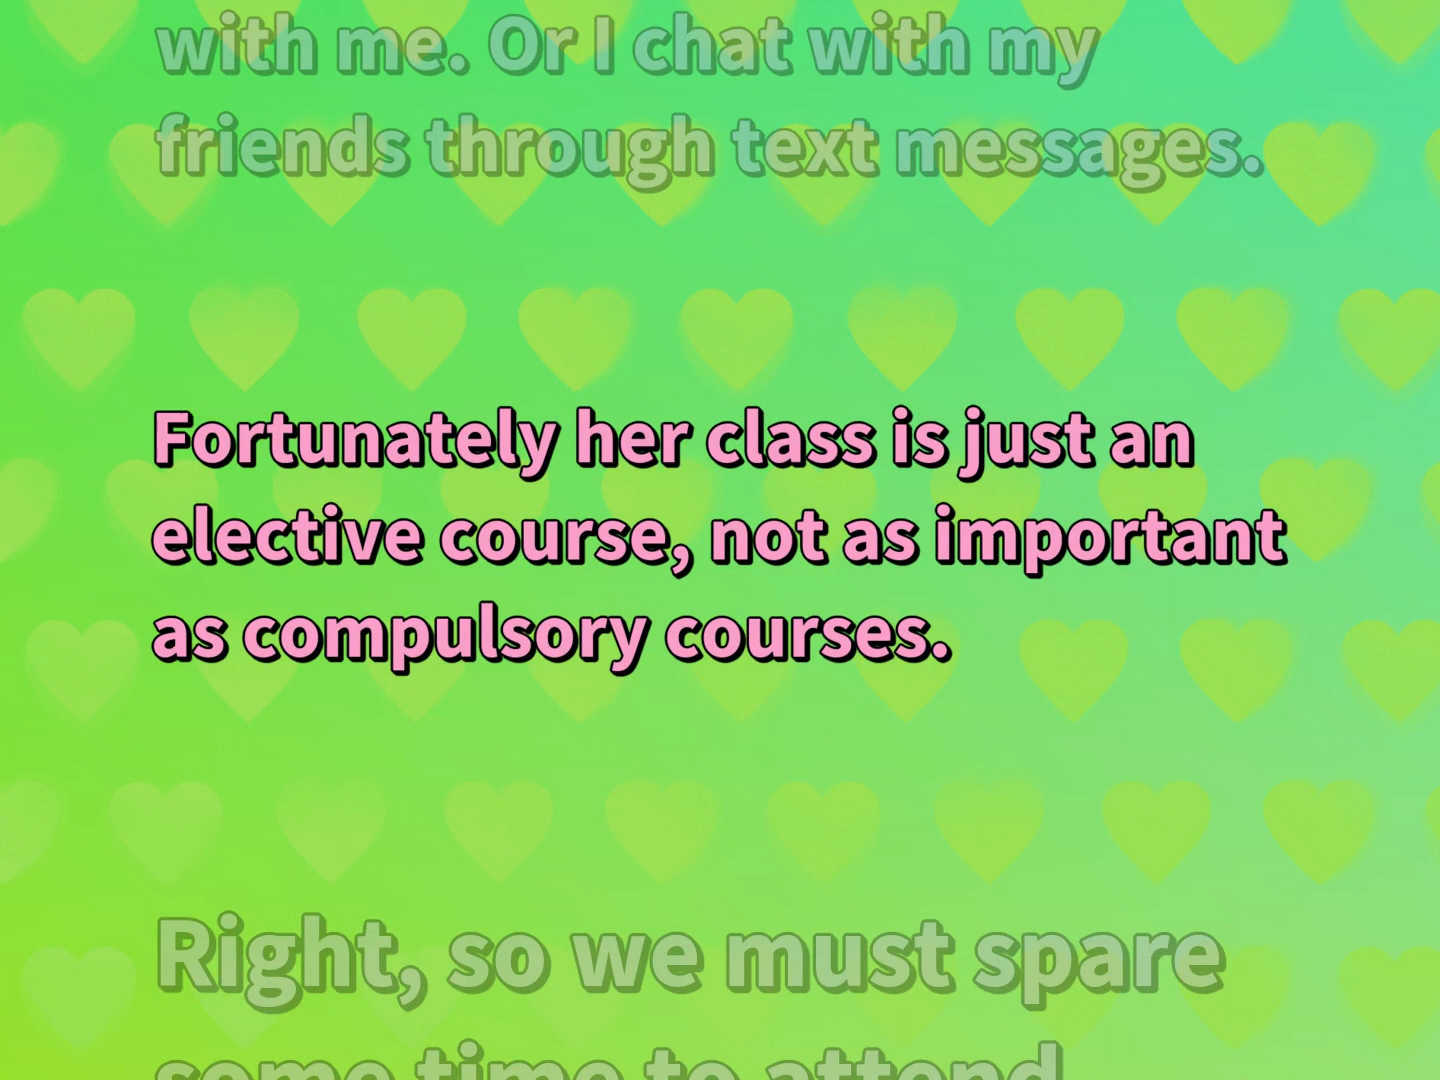 with me. Or I chat with my
friends through text messages.
Fortunately her class is just an
elective course, not as important
as compulsory courses.
Right, so we must spare
some time to attend